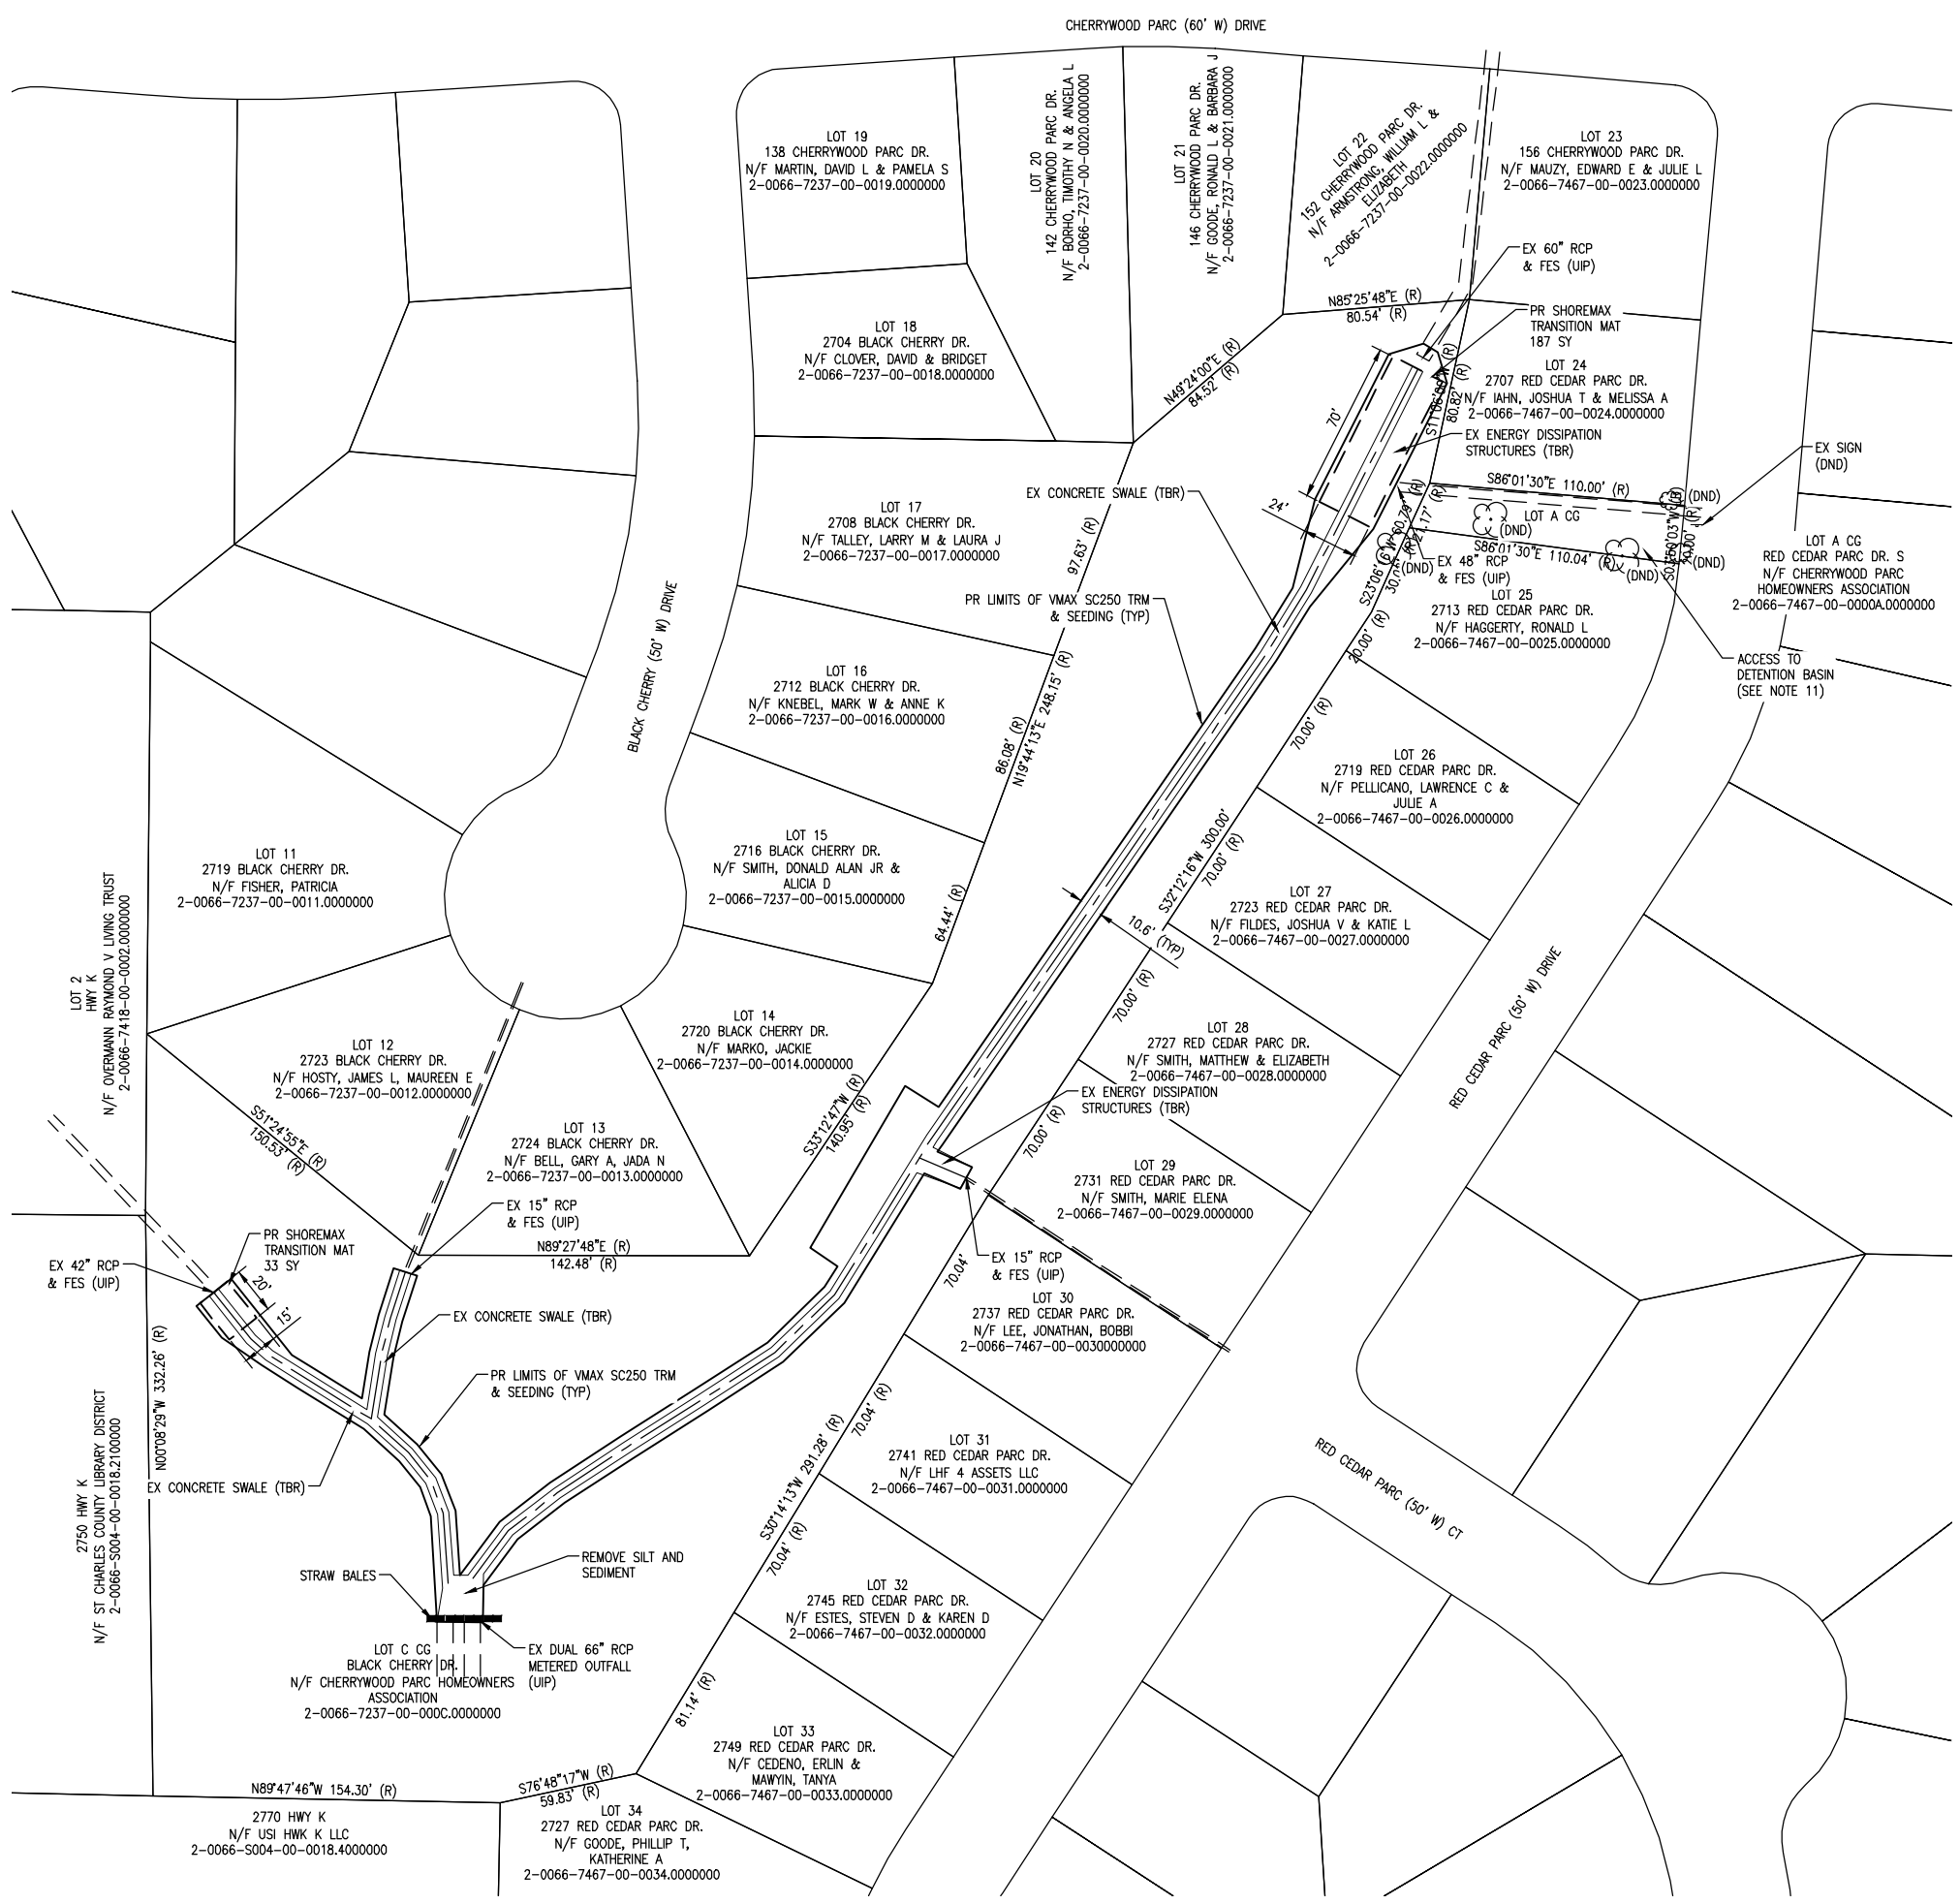 CHERRYWOOD PARC (60' W) DRIVE
LOT 19
138 CHERRYWOOD PARC DR.
N/F MARTIN, DAVID L & PAMELA S
2-0066-7237-00-0019.0000000
LOT 20
142 CHERRYWOOD PARC DR.
N/F BORHO, TIMOTHY N & ANGELA L
2-0066-7237-00-0020.0000000
LOT 21
146 CHERRYWOOD PARC DR.
N/F GOODE, RONALD L & BARBARA J
2-0066-7237-00-0021.0000000
LOT 22
152 CHERRYWOOD PARC DR.
N/F ARMSTRONG, WILLIAM L &
ELIZABETH
2-0066-7237-00-0022.0000000
LOT 23
156 CHERRYWOOD PARC DR.
N/F MAUZY, EDWARD E & JULIE L
2-0066-7467-00-0023.0000000
EX 60" RCP
& FES (UIP)
N85°25'48"E (R)
80.54' (R)
PR SHOREMAX
TRANSITION MAT
187 SY
LOT 18
2704 BLACK CHERRY DR.
N/F CLOVER, DAVID & BRIDGET
2-0066-7237-00-0018.0000000
N49°24'00"E (R)
84.52' (R)
70'
80.82' (R)
LOT 24
2707 RED CEDAR PARC DR.
N/F IAHN, JOSHUA T & MELISSA A
2-0066-7467-00-0024.0000000
EX ENERGY DISSIPATION
STRUCTURES (TBR)
EX SIGN
(DND)
EX CONCRETE SWALE (TBR)
24'
S86°01'30"E 110.00' (R)
(DND)
LOT A CG
(DND)
S86°01'30"E 110.04' (R)
(DND)
(DND)
(DND)
20.00' (R)
21.17' (R)
S23°06'16"W 60.79' (R)
EX 48" RCP
& FES (UIP)
LOT 17
2708 BLACK CHERRY DR.
N/F TALLEY, LARRY M & LAURA J
2-0066-7237-00-0017.0000000
97.63' (R)
LOT A CG
RED CEDAR PARC DR. S
N/F CHERRYWOOD PARC
HOMEOWNERS ASSOCIATION
2-0066-7467-00-0000A.0000000
LOT 25
2713 RED CEDAR PARC DR.
N/F HAGGERTY, RONALD L
2-0066-7467-00-0025.0000000
20.00' (R)
PR LIMITS OF VMAX SC250 TRM
& SEEDING (TYP)
BLACK CHERRY (50' W) DRIVE
ACCESS TO
DETENTION BASIN
(SEE NOTE 11)
LOT 16
2712 BLACK CHERRY DR.
N/F KNEBEL, MARK W & ANNE K
2-0066-7237-00-0016.0000000
86.08' (R)
N19°44'13"E 248.15' (R)
70.00' (R)
LOT 26
2719 RED CEDAR PARC DR.
N/F PELLICANO, LAWRENCE C &
JULIE A
2-0066-7467-00-0026.0000000
LOT 15
2716 BLACK CHERRY DR.
N/F SMITH, DONALD ALAN JR &
ALICIA D
2-0066-7237-00-0015.0000000
64.44' (R)
S32°12'16"W 300.00'
70.00' (R)
LOT 11
2719 BLACK CHERRY DR.
N/F FISHER, PATRICIA
2-0066-7237-00-0011.0000000
LOT 2
HWY K
N/F OVERMANN RAYMOND V LIVING TRUST
2-0066-7418-00-0002.0000000
LOT 27
2723 RED CEDAR PARC DR.
N/F FILDES, JOSHUA V & KATIE L
2-0066-7467-00-0027.0000000
10.6' (TYP)
70.00' (R)
RED CEDAR PARC (50' W) DRIVE
LOT 14
2720 BLACK CHERRY DR.
N/F MARKO, JACKIE
2-0066-7237-00-0014.0000000
LOT 12
2723 BLACK CHERRY DR.
N/F HOSTY, JAMES L, MAUREEN E
2-0066-7237-00-0012.0000000
LOT 28
2727 RED CEDAR PARC DR.
N/F SMITH, MATTHEW & ELIZABETH
2-0066-7467-00-0028.0000000
EX ENERGY DISSIPATION
STRUCTURES (TBR)
S33°12'47"W (R)
140.95' (R)
70.00' (R)
S51°24'55"E (R)
150.53' (R)
LOT 13
2724 BLACK CHERRY DR.
N/F BELL, GARY A, JADA N
2-0066-7237-00-0013.0000000
LOT 29
2731 RED CEDAR PARC DR.
N/F SMITH, MARIE ELENA
2-0066-7467-00-0029.0000000
EX 15" RCP
& FES (UIP)
N89°27'48"E (R)
142.48' (R)
PR SHOREMAX
TRANSITION MAT
33 SY
EX 42" RCP
& FES (UIP)
20'
15'
70.04'
EX 15" RCP
& FES (UIP)
LOT 30
2737 RED CEDAR PARC DR.
N/F LEE, JONATHAN, BOBBI
2-0066-7467-00-0030000000
EX CONCRETE SWALE (TBR)
N00°08'29"W 332.26' (R)
PR LIMITS OF VMAX SC250 TRM
& SEEDING (TYP)
70.04' (R)
S30°14'13"W 291.28' (R)
LOT 31
2741 RED CEDAR PARC DR.
N/F LHF 4 ASSETS LLC
2-0066-7467-00-0031.0000000
RED CEDAR PARC (50' W) CT
2750 HWY K
N/F ST CHARLES COUNTY LIBRARY DISTRICT
2-0066-S004-00-0018.2100000
EX CONCRETE SWALE (TBR)
REMOVE SILT AND
SEDIMENT
STRAW BALES
70.04' (R)
LOT 32
2745 RED CEDAR PARC DR.
N/F ESTES, STEVEN D & KAREN D
2-0066-7467-00-0032.0000000
EX DUAL 66" RCP
METERED OUTFALL
(UIP)
LOT C CG
BLACK CHERRY DR.
N/F CHERRYWOOD PARC HOMEOWNERS
ASSOCIATION
2-0066-7237-00-000C.0000000
81.14' (R)
LOT 33
2749 RED CEDAR PARC DR.
N/F CEDENO, ERLIN &
MAWYIN, TANYA
2-0066-7467-00-0033.0000000
N89°47'46"W 154.30' (R)
S76°48'17"W (R)
59.83' (R)
2770 HWY K
N/F USI HWK K LLC
2-0066-S004-00-0018.4000000
LOT 34
2727 RED CEDAR PARC DR.
N/F GOODE, PHILLIP T,
KATHERINE A
2-0066-7467-00-0034.0000000